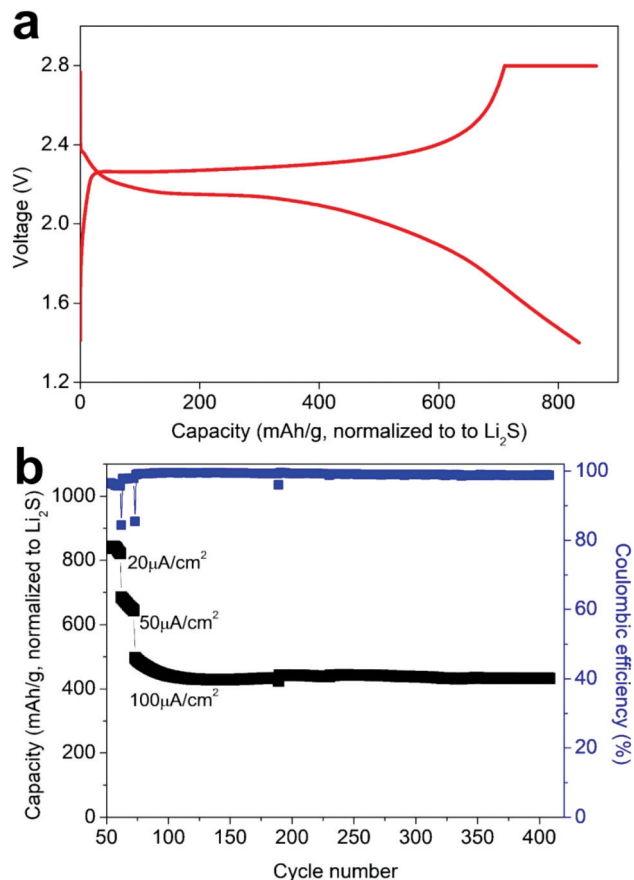 a
2.8
2.4
2.0
1.6
1.2
Voltage (V)
0 200 400 600 800
Capacity (mAh/g, normalized to to Li₂S)
b
1000
800
600
400
200
0
Capacity (mAh/g, normalized to Li₂S)
20µA/cm²
50µA/cm²
100µA/cm²
100
80
60
40
20
0
Coulombic efficiency (%)
50 100 150 200 250 300 350 400
Cycle number